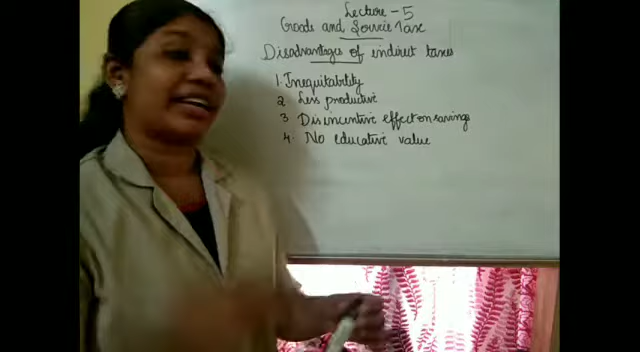 Lecture - 5
Goods and Service Taxe
Disadvantages of indirect taxes
1. Inequitability
2 Less productive
3 Disincentive effect on savings
4. No educative value